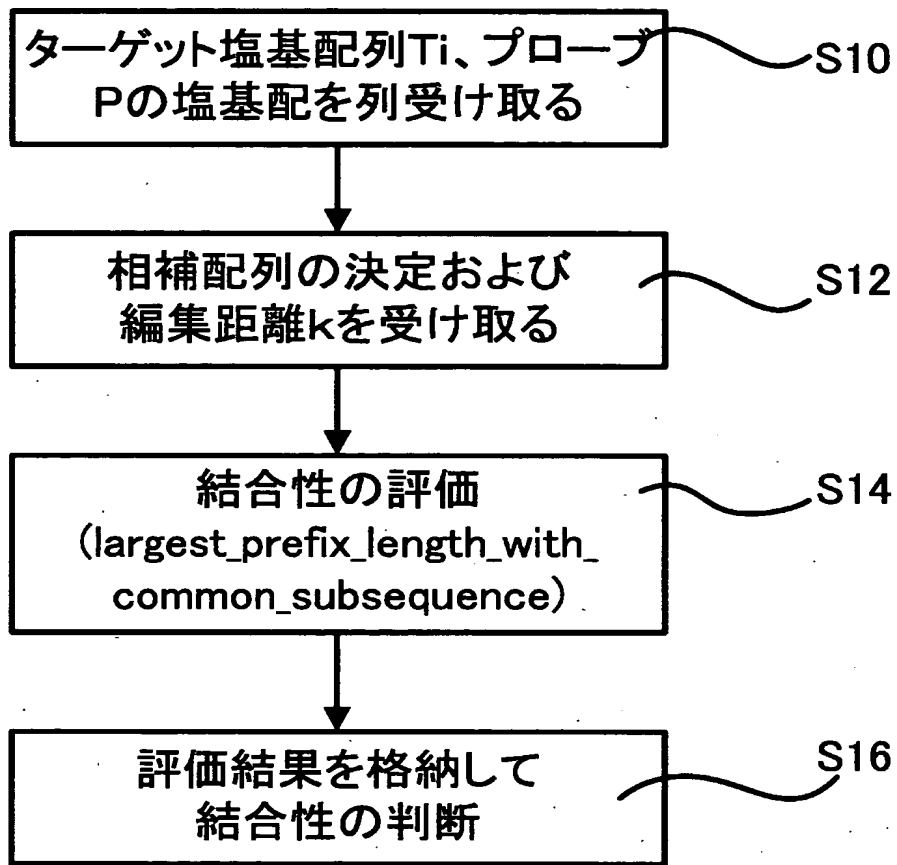 ターゲット塩基配列Ti、プローブ
Pの塩基配を列受け取る
S10
相補配列の決定および
編集距離kを受け取る
S12
結合性の評価
(largest_prefix_length_with_
common_subsequence)
S14
評価結果を格納して
結合性の判断
S16